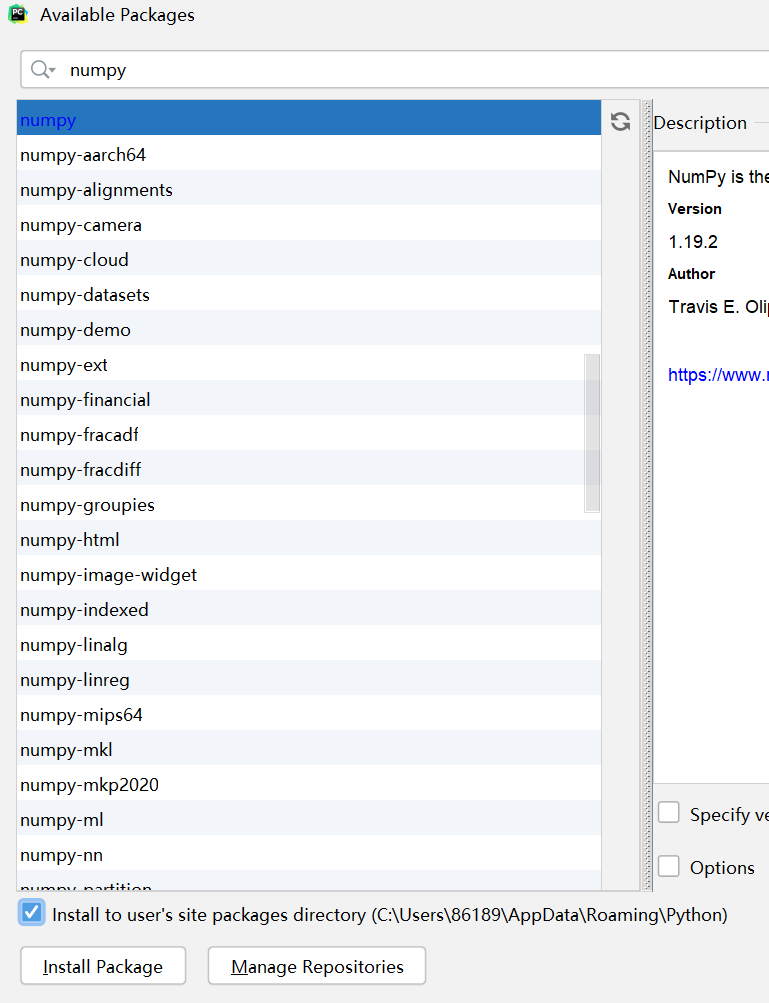 Available Packages
numpy
numpy
numpy-aarch64
numpy-alignments
numpy-camera
numpy-cloud
numpy-datasets
numpy-demo
numpy-ext
numpy-financial
numpy-fracadf
numpy-fracdiff
numpy-groupies
numpy-html
numpy-image-widget
numpy-indexed
numpy-linalg
numpy-linreg
numpy-mips64
numpy-mkl
numpy-mkp2020
numpy-ml
numpy-nn
numpy-partition
Description
NumPy is the
Version
1.19.2
Author
Travis E. Olip
https://www.n
Specify ve
Options
Install to user's site packages directory (C:\Users\86189\AppData\Roaming\Python)
Install Package
Manage Repositories